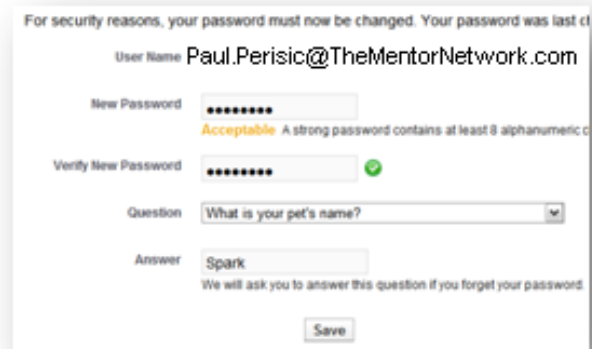 For security reasons, your password must now be changed. Your password was last
User Name Paul.Perisic@TheMentorNetwork.com
New Password ••••••••
Acceptable A strong password contains at least 8 alphanumeric
Verify New Password ••••••••
Question What is your pet's name?
Answer Spark
We will ask you to answer this question if you forget your password.
Save